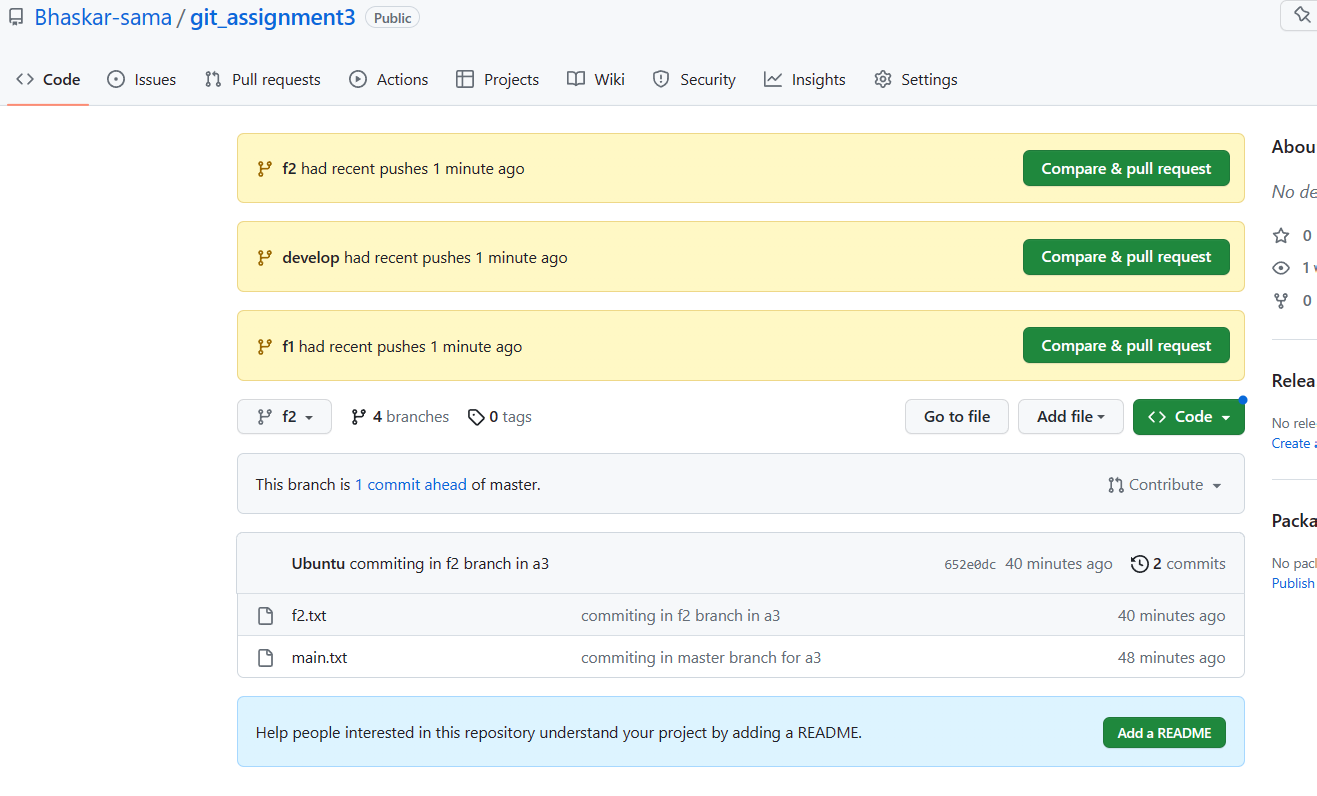 Bhaskar-sama / git_assignment3 Public
Code Issues Pull requests Actions Projects Wiki Security Insights Settings
f2 had recent pushes 1 minute ago Compare & pull request
develop had recent pushes 1 minute ago Compare & pull request
f1 had recent pushes 1 minute ago Compare & pull request
f2 4 branches 0 tags Go to file Add file Code
This branch is 1 commit ahead of master. Contribute
Ubuntu commiting in f2 branch in a3 652e0dc 40 minutes ago 2 commits
f2.txt commiting in f2 branch in a3 40 minutes ago
main.txt commiting in master branch for a3 48 minutes ago
Help people interested in this repository understand your project by adding a README. Add a README
Abou
No de
0
1
0
Relea
No rele
Create
Packa
No pac
Publish